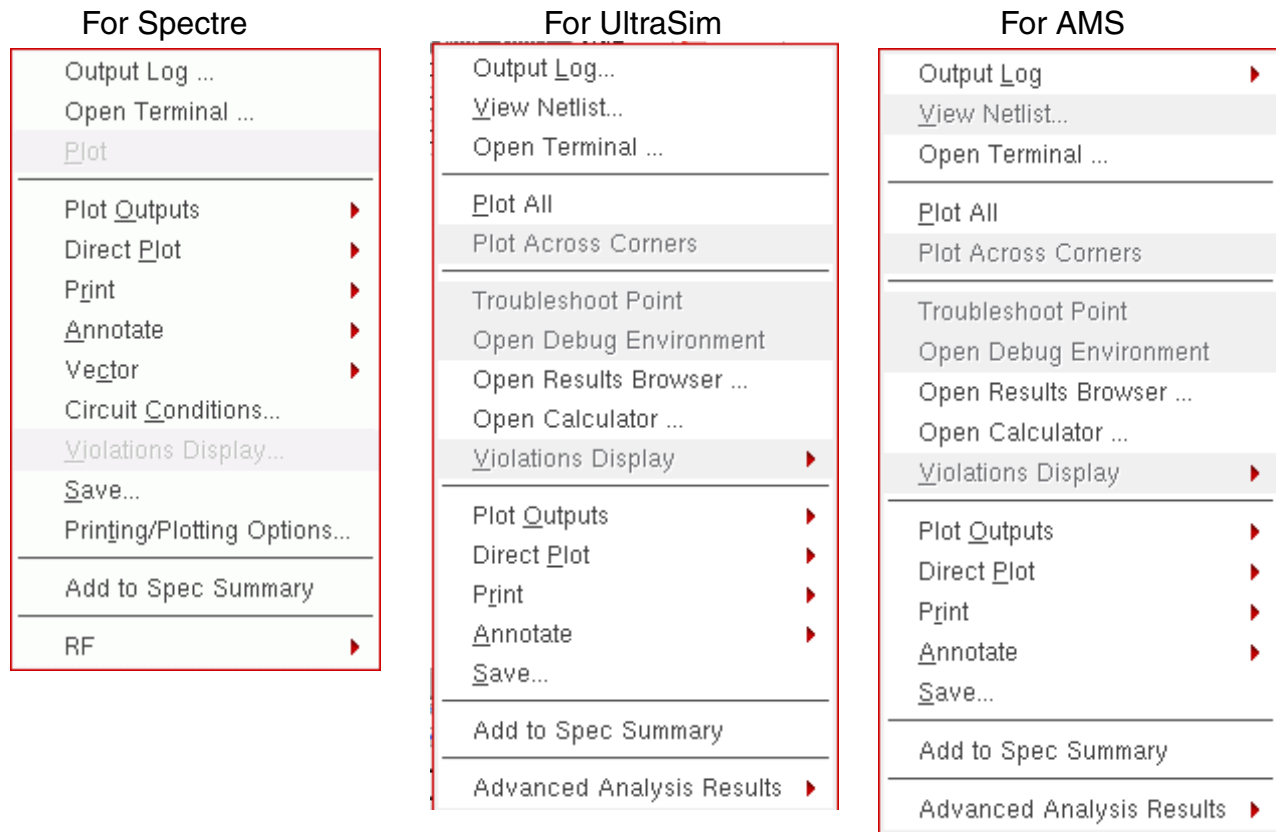 For Spectre
Output Log ...
Open Terminal ...
Plot
Plot Outputs
Direct Plot
Print
Annotate
Vector
Circuit Conditions...
Violations Display...
Save...
Printing/Plotting Options...
Add to Spec Summary
RF
For UltraSim
Output Log...
View Netlist...
Open Terminal ...
Plot All
Plot Across Corners
Troubleshoot Point
Open Debug Environment
Open Results Browser ...
Open Calculator ...
Violations Display
Plot Outputs
Direct Plot
Print
Annotate
Save...
Add to Spec Summary
Advanced Analysis Results
For AMS
Output Log
View Netlist...
Open Terminal ...
Plot All
Plot Across Corners
Troubleshoot Point
Open Debug Environment
Open Results Browser ...
Open Calculator ...
Violations Display
Plot Outputs
Direct Plot
Print
Annotate
Save...
Add to Spec Summary
Advanced Analysis Results